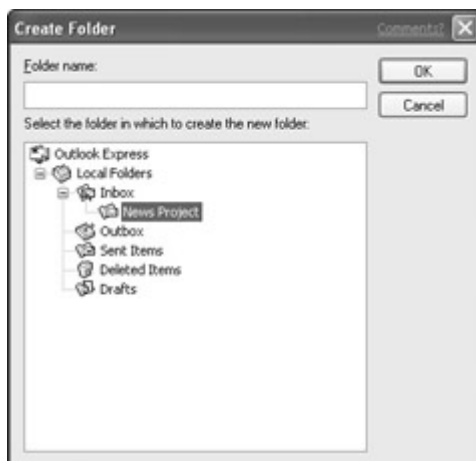 Create Folder
Comments?
Folder name:
OK
Cancel
Select the folder in which to create the new folder:
Outlook Express
Local Folders
Inbox
News Project
Outbox
Sent Items
Deleted Items
Drafts